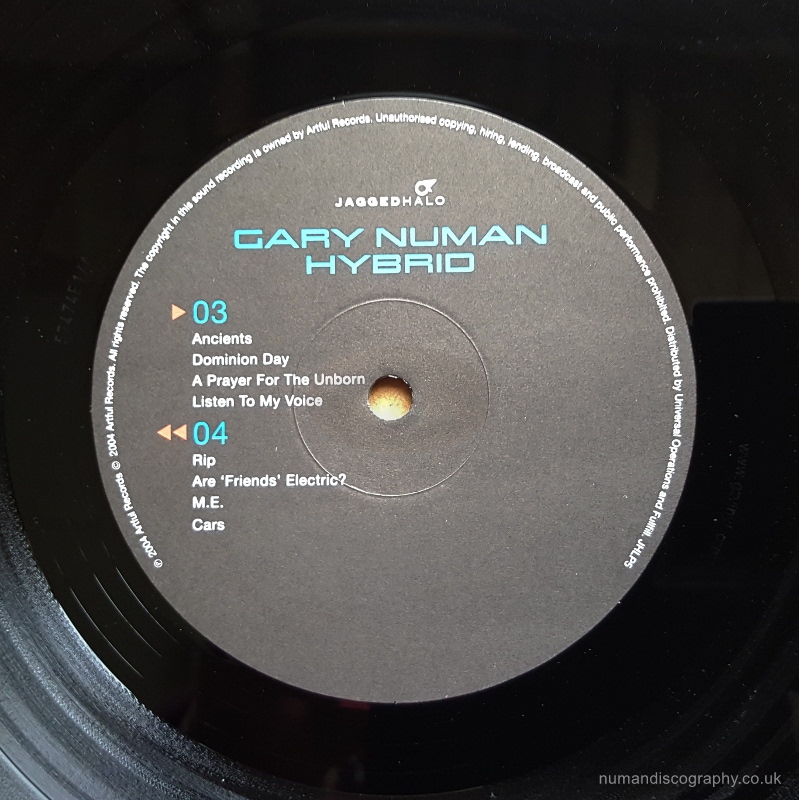 ℗ 2004 Artful Records © 2004 Artful Records. All rights reserved. The copyright in this sound recording is owned by Artful Records. Unauthorised copying, hiring, lending, broadcast and public performance prohibited. Distributed by Universal Operations and Fulfill. JHLP5
JAGGEDHALO
GARY NUMAN
HYBRID
03
Ancients
Dominion Day
A Prayer For The Unborn
Listen To My Voice
04
Rip
Are ‘Friends’ Electric?
M.E.
Cars
numandiscography.co.uk